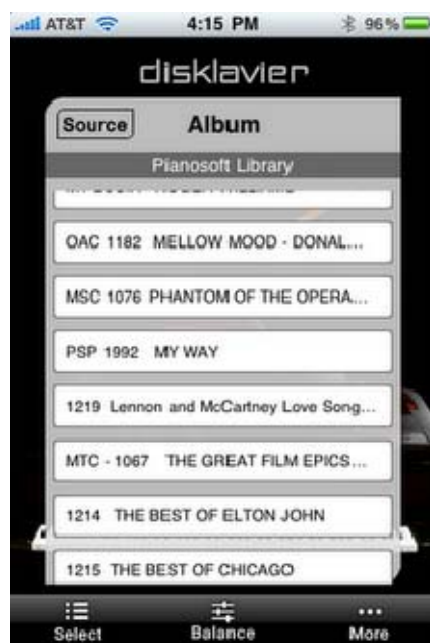 AT&T 4:15 PM 96%
disklavier
Source Album
Pianosoft Library
OAC 1182 MELLOW MOOD - DONAL...
MSC 1076 PHANTOM OF THE OPERA...
PSP 1992 MY WAY
1219 Lennon and McCartney Love Song...
MTC - 1067 THE GREAT FILM EPICS...
1214 THE BEST OF ELTON JOHN
1215 THE BEST OF CHICAGO
Select Balance More